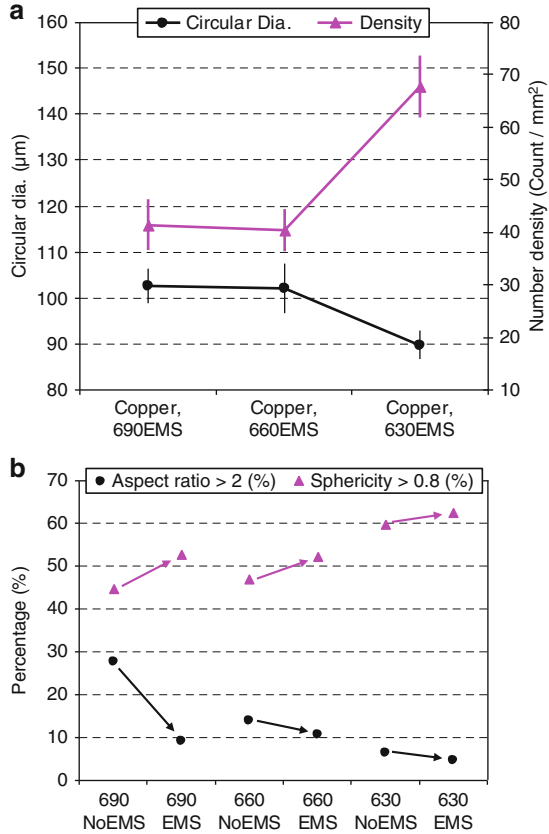 a
Circular Dia. Density
160
150
140
130
120
110
100
90
80
Circular dia. (µm)
80
70
60
50
40
30
20
10
Number density (Count / mm²)
Copper, 690EMS
Copper, 660EMS
Copper, 630EMS
b
Aspect ratio > 2 (%) Sphericity > 0.8 (%)
70
60
50
40
30
20
10
0
Percentage (%)
690 NoEMS
690 EMS
660 NoEMS
660 EMS
630 NoEMS
630 EMS